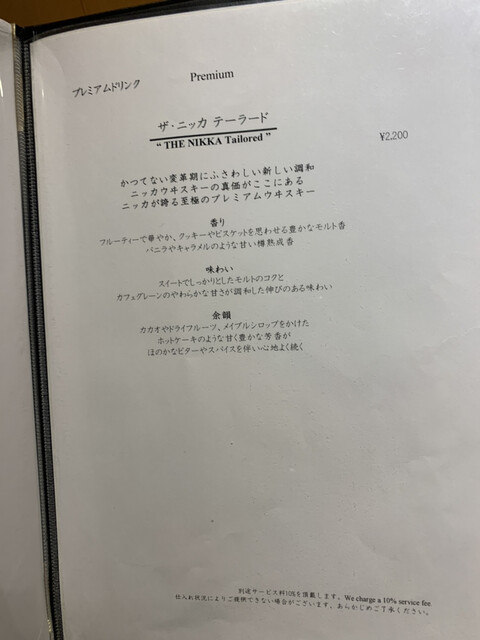 プレミアムドリンク
Premium
ザ・ニッカ テーラード
“ THE NIKKA Tailored ”
¥2,200
かつてない変革期にふさわしい新しい調和
ニッカウヰスキーの真価がここにある
ニッカが誇る至極のプレミアムウヰスキー
香り
フルーティーで華やか、クッキーやビスケットを思わせる豊かなモルト香
バニラやキャラメルのような甘い樽熟成香
味わい
スイートでしっかりとしたモルトのコクと
カフェグレーンのやわらかな甘さが調和した伸びのある味わい
余韻
カカオやドライフルーツ、メイプルシロップをかけた
ホットケーキのような甘く豊かな芳香が
ほのかなビターやスパイスを伴い心地よく続く
別途サービス料10%を頂戴します。We charge a 10% service fee.
仕入れ状況によりご提供できない場合がございます。あらかじめご了承ください。